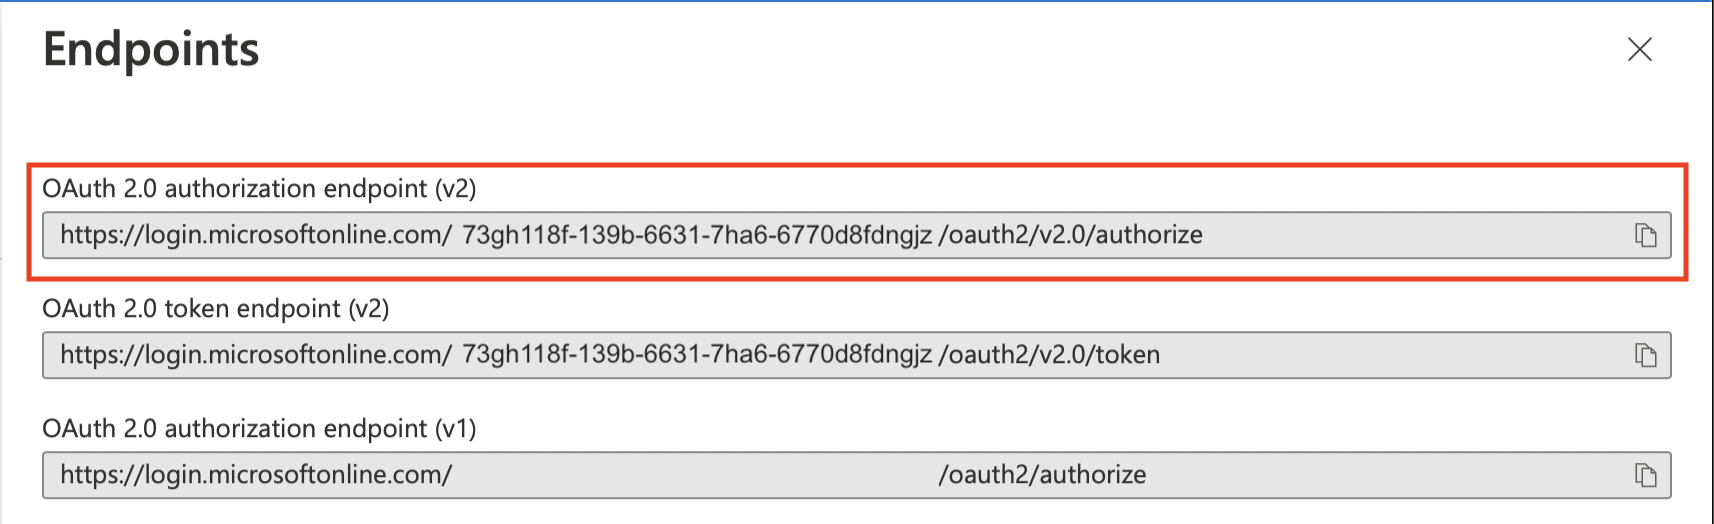 Endpoints
OAuth 2.0 authorization endpoint (v2)
https://login.microsoftonline.com/ 73gh118f-139b-6631-7ha6-6770d8fdngjz /oauth2/v2.0/authorize
OAuth 2.0 token endpoint (v2)
https://login.microsoftonline.com/ 73gh118f-139b-6631-7ha6-6770d8fdngjz /oauth2/v2.0/token
OAuth 2.0 authorization endpoint (v1)
https://login.microsoftonline.com/ /oauth2/authorize